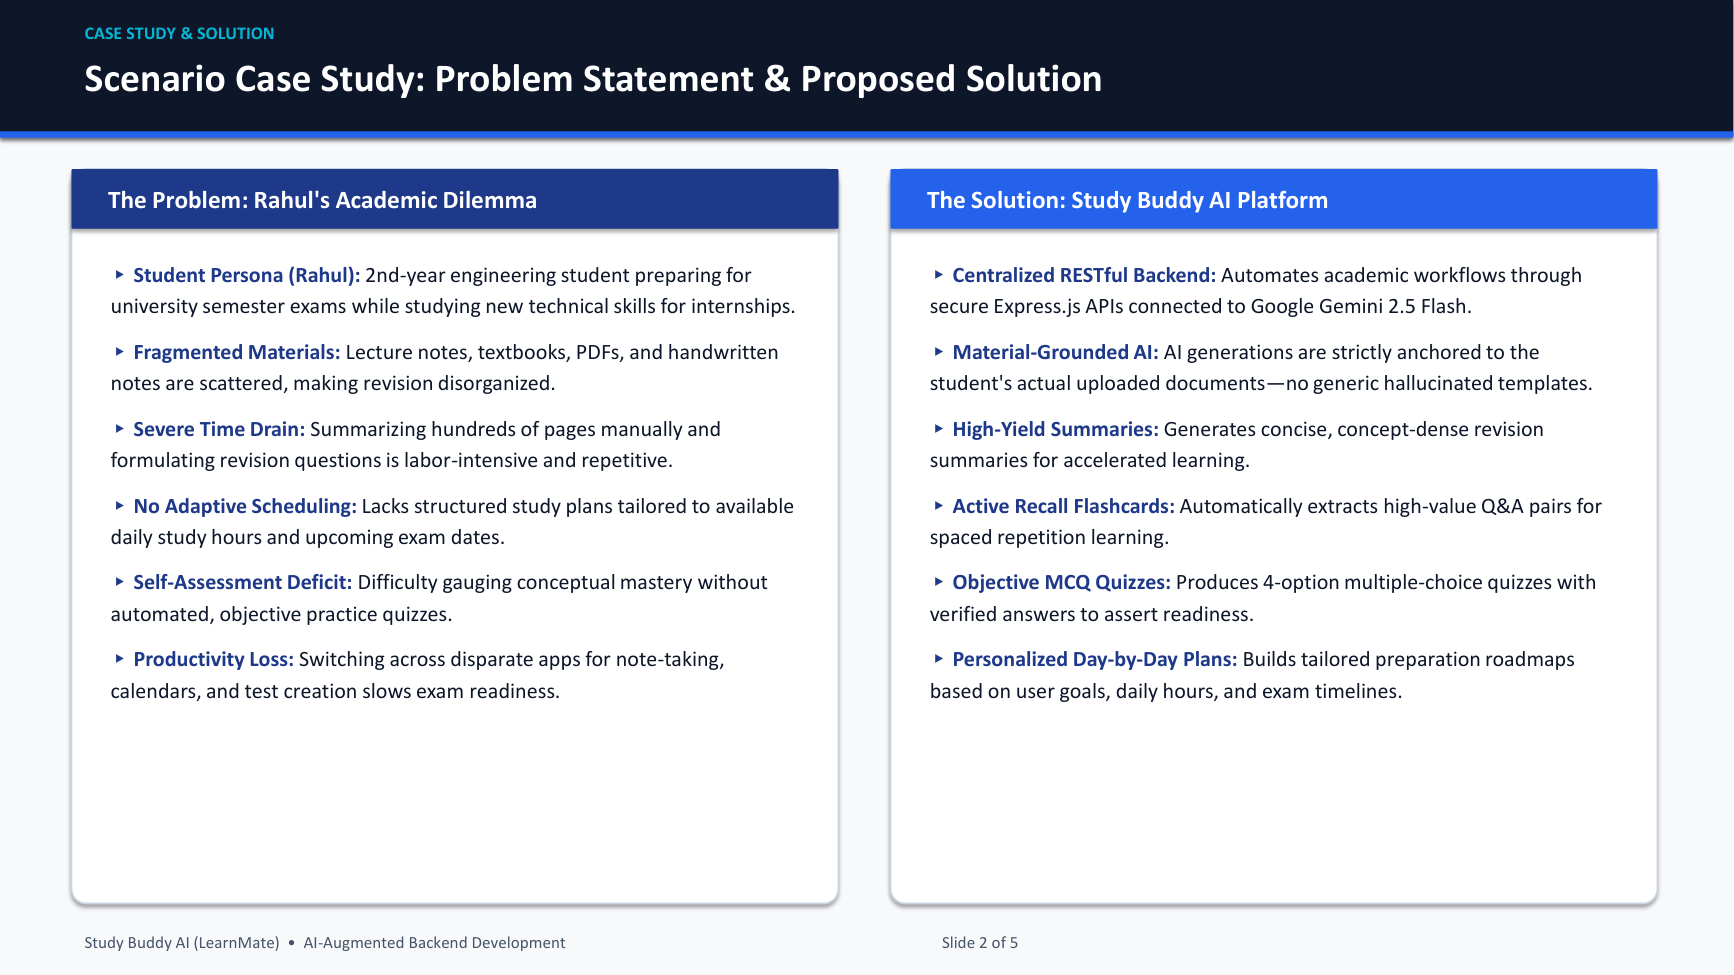 CASE STUDY & SOLUTION
Scenario Case Study: Problem Statement & Proposed Solution
The Problem: Rahul's Academic Dilemma
‣ Student Persona (Rahul): 2nd-year engineering student preparing for
university semester exams while studying new technical skills for internships.
‣ Fragmented Materials: Lecture notes, textbooks, PDFs, and handwritten
notes are scattered, making revision disorganized.
‣ Severe Time Drain: Summarizing hundreds of pages manually and
formulating revision questions is labor-intensive and repetitive.
‣ No Adaptive Scheduling: Lacks structured study plans tailored to available
daily study hours and upcoming exam dates.
‣ Self-Assessment Deficit: Difficulty gauging conceptual mastery without
automated, objective practice quizzes.
‣ Productivity Loss: Switching across disparate apps for note-taking,
calendars, and test creation slows exam readiness.
The Solution: Study Buddy AI Platform
‣ Centralized RESTful Backend: Automates academic workflows through
secure Express.js APIs connected to Google Gemini 2.5 Flash.
‣ Material-Grounded AI: AI generations are strictly anchored to the
student's actual uploaded documents—no generic hallucinated templates.
‣ High-Yield Summaries: Generates concise, concept-dense revision
summaries for accelerated learning.
‣ Active Recall Flashcards: Automatically extracts high-value Q&A pairs for
spaced repetition learning.
‣ Objective MCQ Quizzes: Produces 4-option multiple-choice quizzes with
verified answers to assert readiness.
‣ Personalized Day-by-Day Plans: Builds tailored preparation roadmaps
based on user goals, daily hours, and exam timelines.
Study Buddy AI (LearnMate) • AI-Augmented Backend Development
Slide 2 of 5